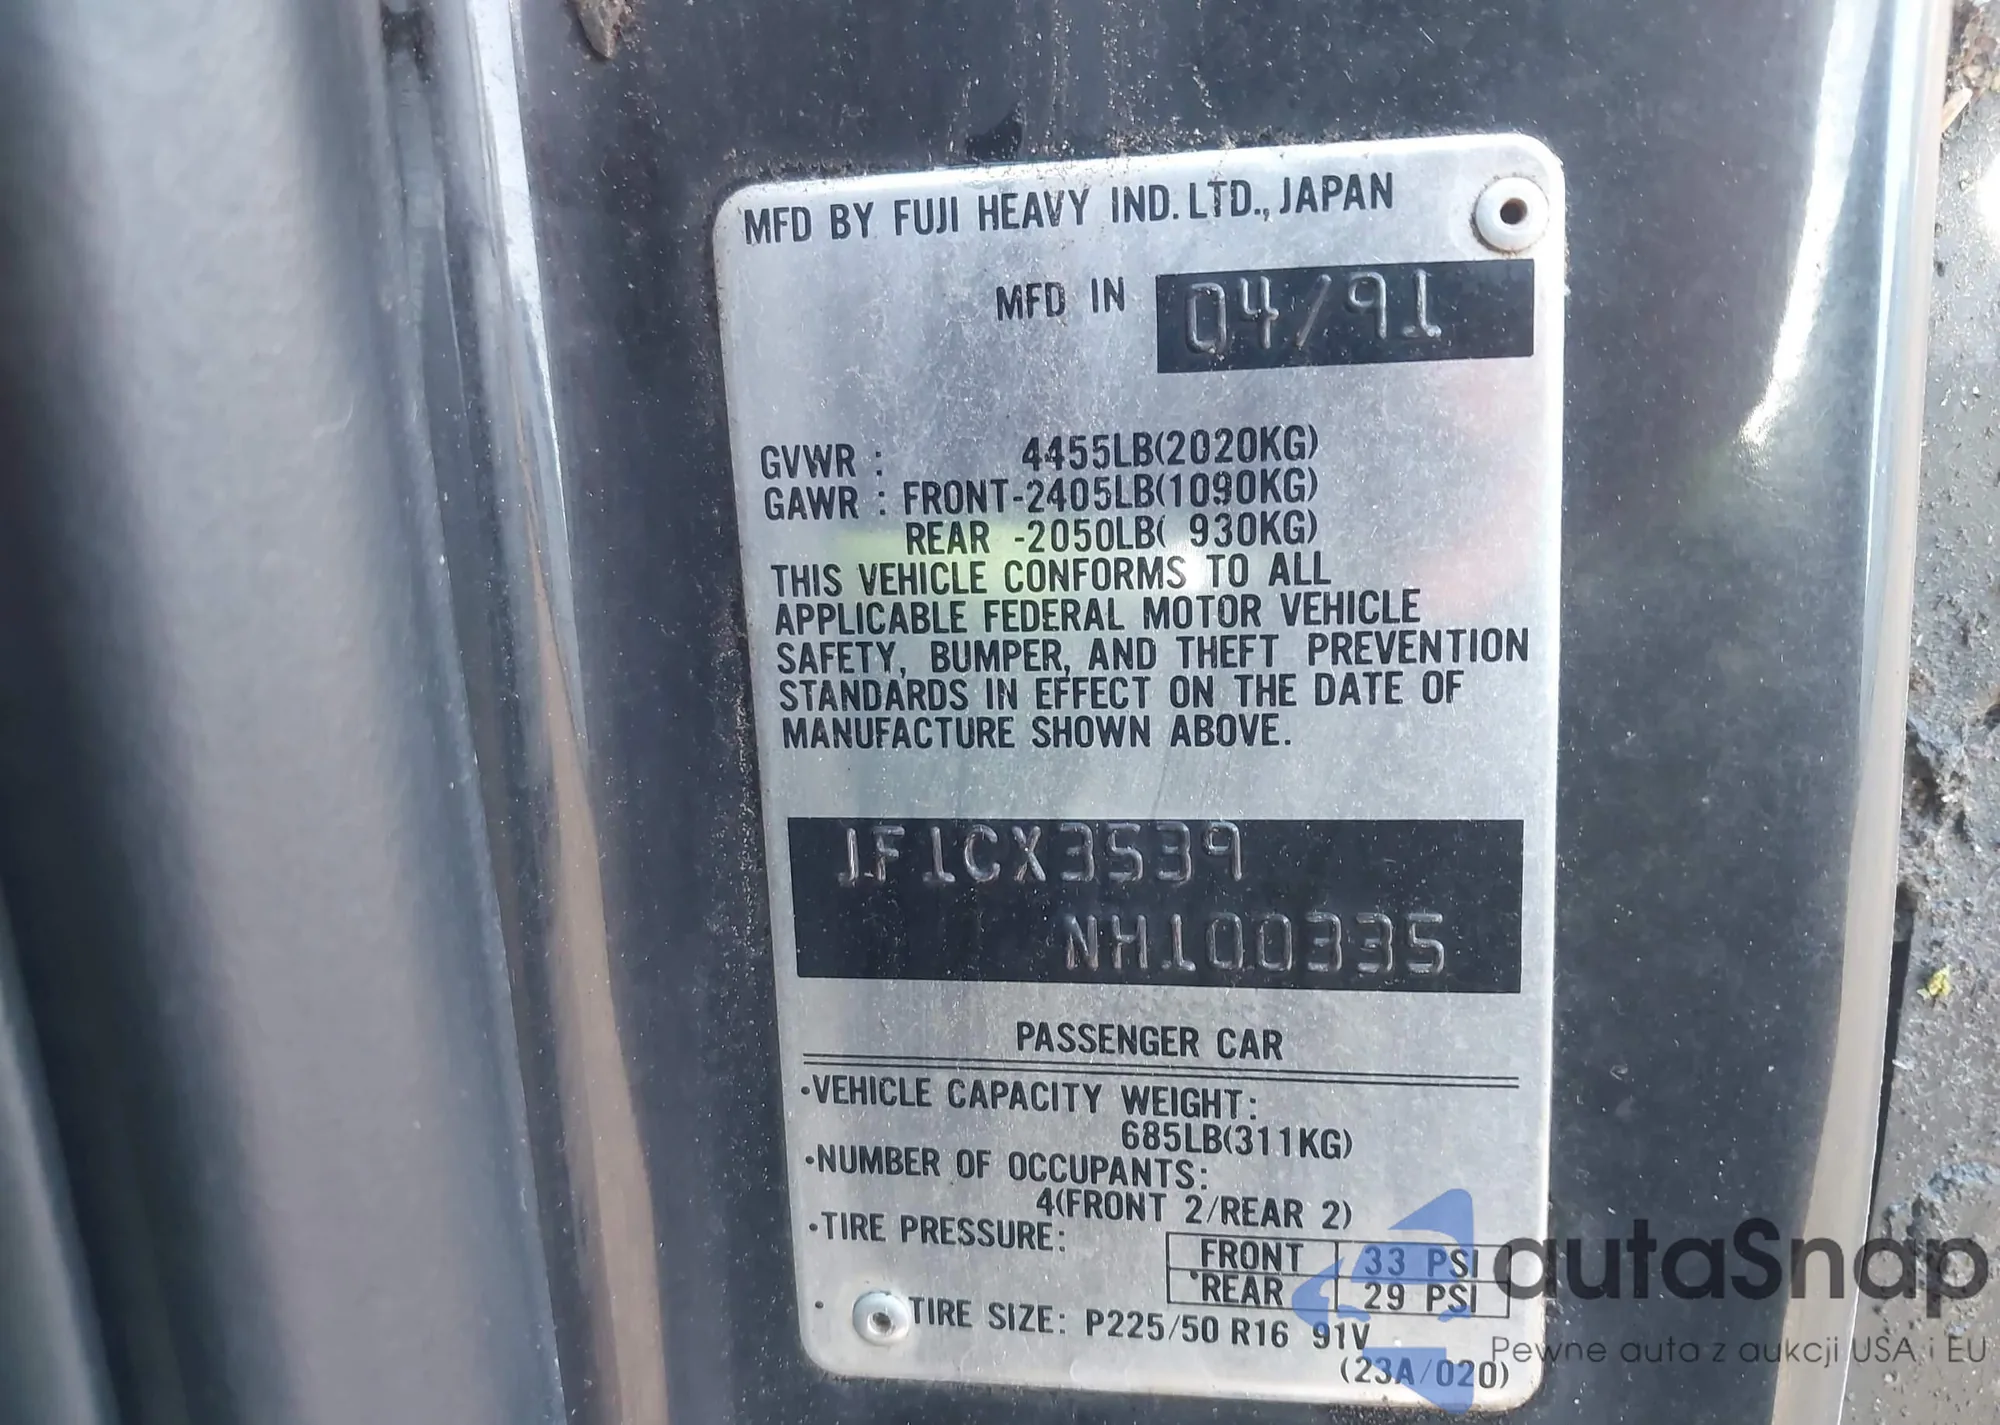 MFD BY FUJI HEAVY IND. LTD., JAPAN
MFD IN 04/91
GVWR : 4455LB(2020KG)
GAWR : FRONT-2405LB(1090KG)
REAR -2050LB( 930KG)
THIS VEHICLE CONFORMS TO ALL
APPLICABLE FEDERAL MOTOR VEHICLE
SAFETY, BUMPER, AND THEFT PREVENTION
STANDARDS IN EFFECT ON THE DATE OF
MANUFACTURE SHOWN ABOVE.
JF1CX3539
NH100335
PASSENGER CAR
·VEHICLE CAPACITY WEIGHT:
685LB(311KG)
·NUMBER OF OCCUPANTS:
4(FRONT 2/REAR 2)
·TIRE PRESSURE:
FRONT 33 PSI
REAR 29 PSI
·TIRE SIZE: P225/50 R16 91V
(23A/020)
autaSnap
Pewne auta z aukcji USA i EU